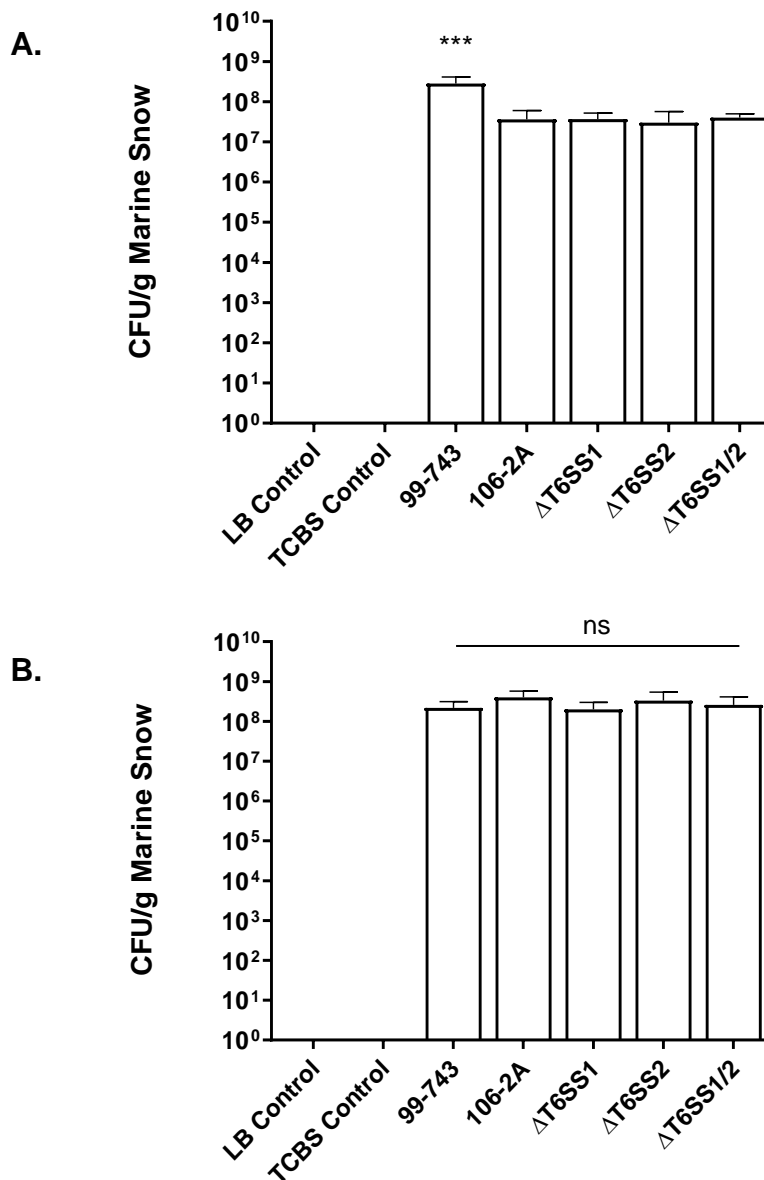 A.
CFU/g Marine Snow
10¹⁰
10⁹
10⁸
10⁷
10⁶
10⁵
10⁴
10³
10²
10¹
10⁰
***
LB Control
TCBS Control
99-743
106-2A
ΔT6SS1
ΔT6SS2
ΔT6SS1/2
B.
CFU/g Marine Snow
10¹⁰
10⁹
10⁸
10⁷
10⁶
10⁵
10⁴
10³
10²
10¹
10⁰
ns
LB Control
TCBS Control
99-743
106-2A
ΔT6SS1
ΔT6SS2
ΔT6SS1/2